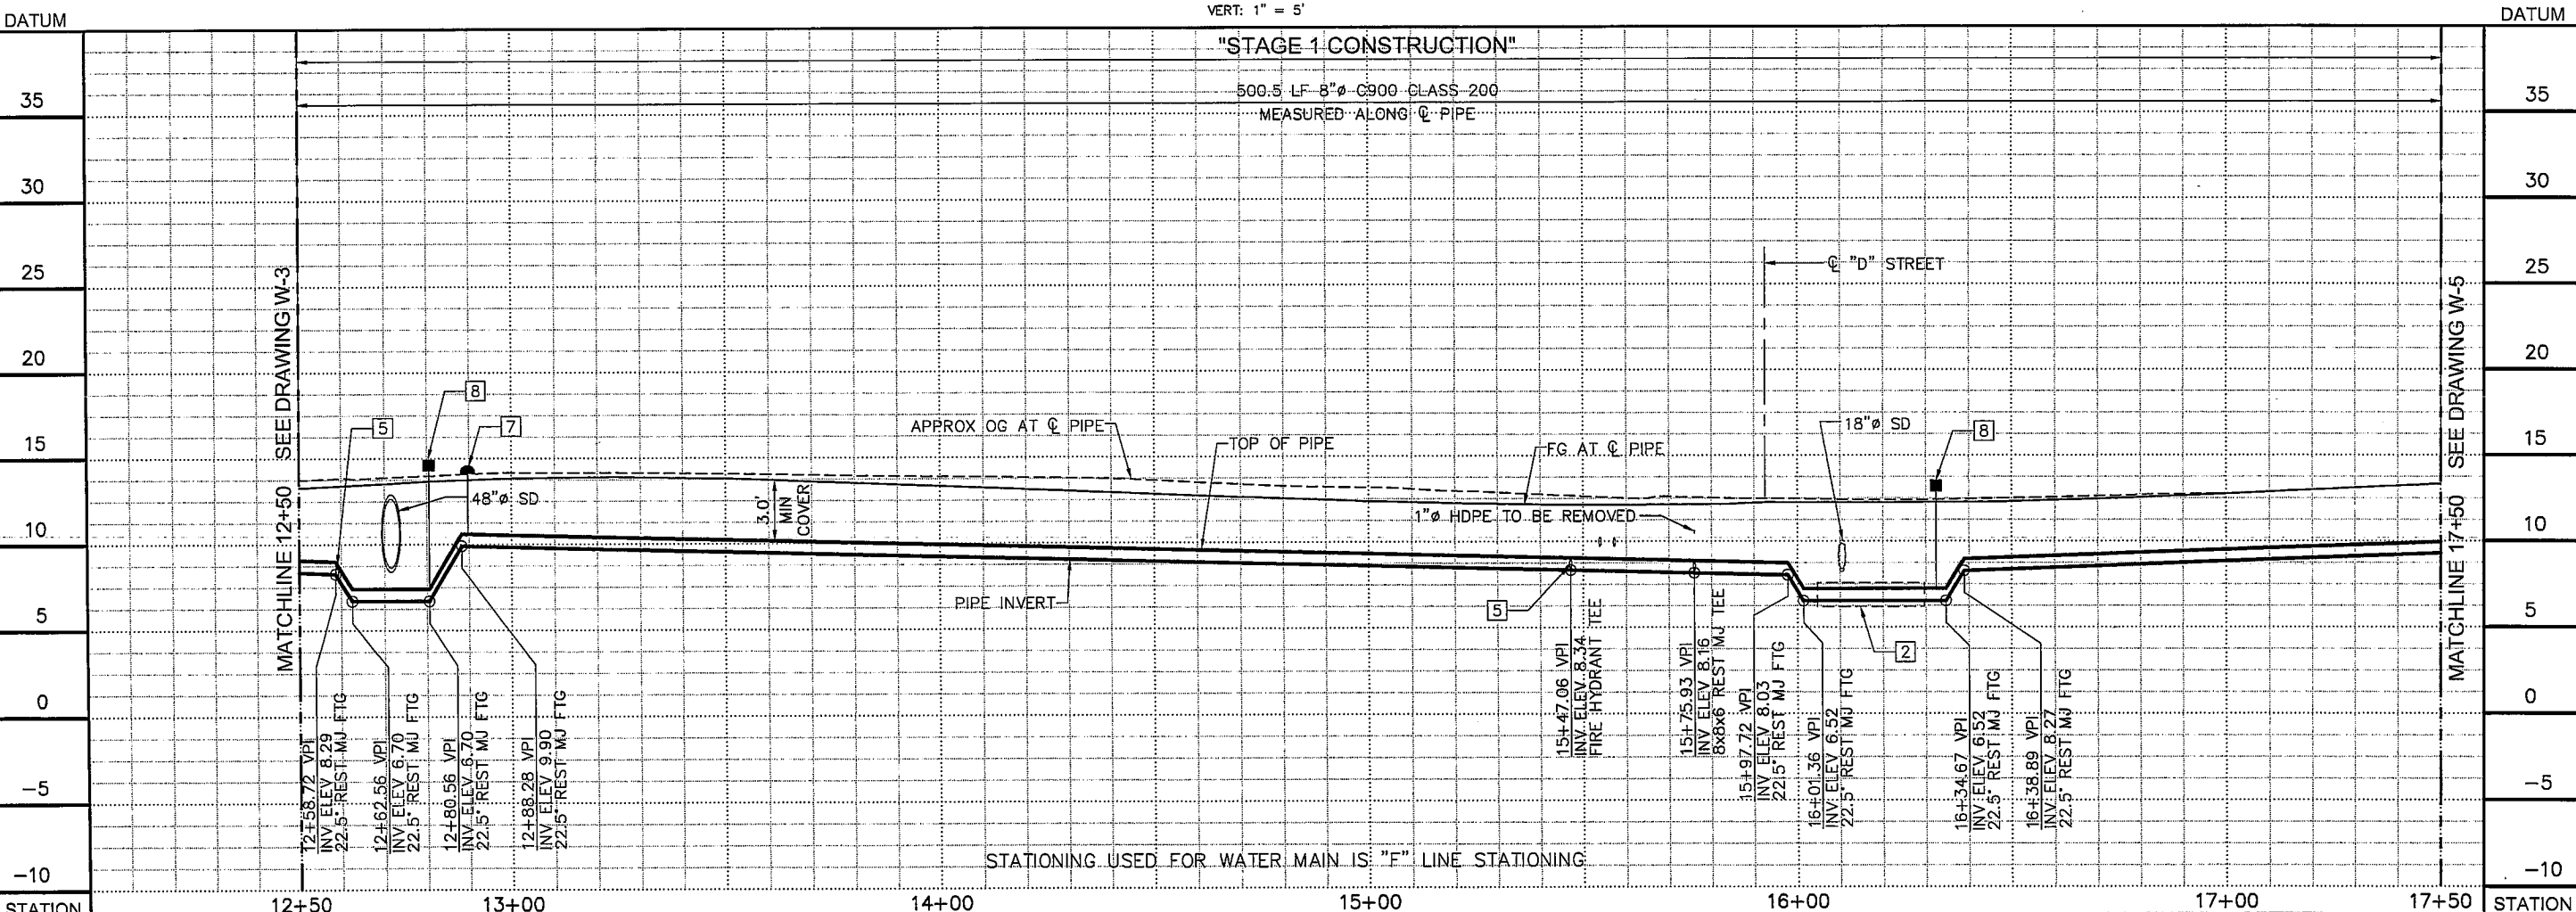 VERT: 1" = 5'
DATUM
DATUM
"STAGE 1 CONSTRUCTION"
500.5 LF 8"ø C900 CLASS 200
MEASURED ALONG ℄ PIPE
35
30
25
20
15
10
5
0
-5
-10
35
30
25
20
15
10
5
0
-5
-10
MATCHLINE 12+50 SEE DRAWING W-3
MATCHLINE 17+50 SEE DRAWING W-5
℄ "D" STREET
5
8
7
48"ø SD
APPROX OG AT ℄ PIPE
TOP OF PIPE
FG AT ℄ PIPE
18"ø SD
8
3.0'
MIN
COVER
1"ø HDPE TO BE REMOVED
PIPE INVERT
5
2
12+58.72 VPI
INV ELEV 8.29
22.5° REST MJ FTG
12+62.56 VPI
INV ELEV 6.70
22.5° REST MJ FTG
12+80.56 VPI
INV ELEV 6.70
22.5° REST MJ FTG
12+88.28 VPI
INV ELEV 9.90
22.5° REST MJ FTG
15+47.06 VPI
INV ELEV 8.34
FIRE HYDRANT TEE
15+75.93 VPI
INV ELEV 8.16
8x8x6 REST MJ TEE
15+97.72 VPI
INV ELEV 8.03
22.5° REST MJ FTG
16+01.36 VPI
INV ELEV 6.52
22.5° REST MJ FTG
16+34.67 VPI
INV ELEV 6.52
22.5° REST MJ FTG
16+38.89 VPI
INV ELEV 8.27
22.5° REST MJ FTG
STATIONING USED FOR WATER MAIN IS "F" LINE STATIONING
STATION 12+50 13+00 14+00 15+00 16+00 17+00 17+50 STATION